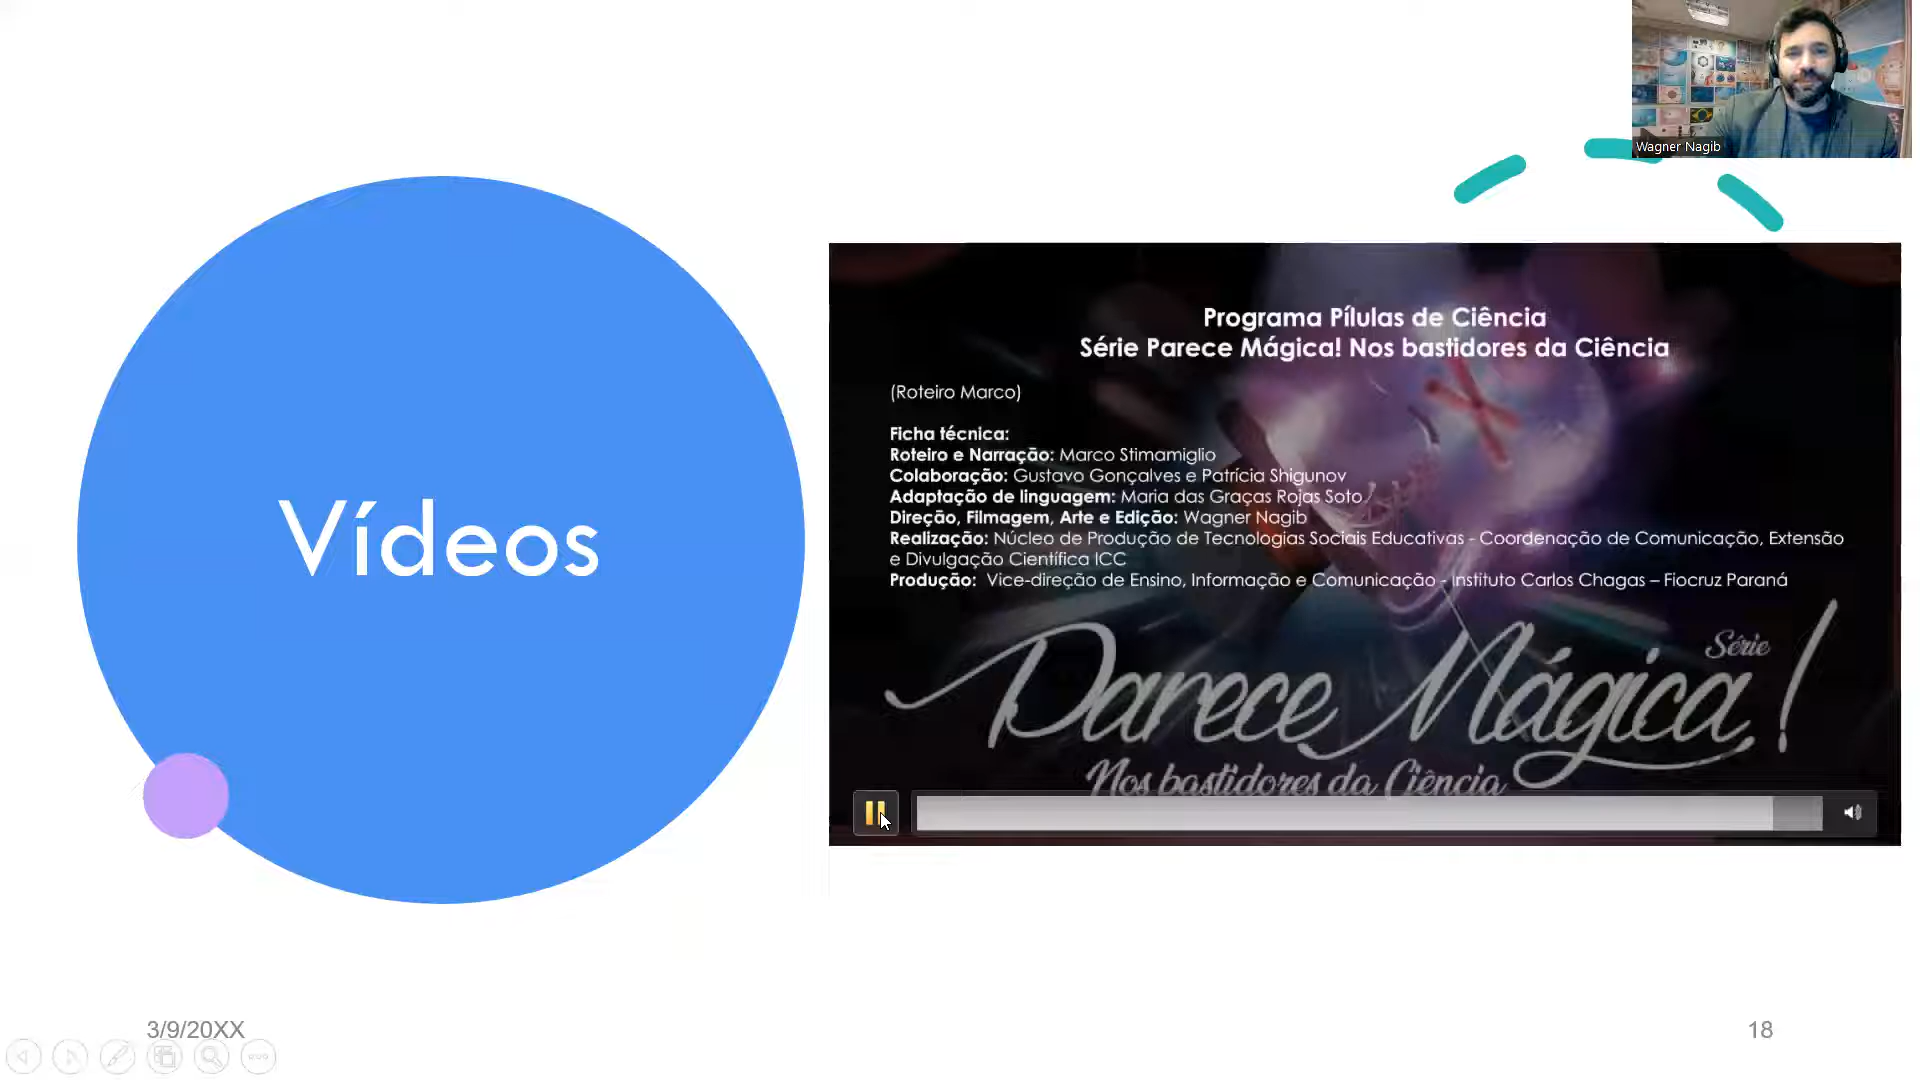 Wagner Nagib
Vídeos
Programa Pílulas de Ciência
Série Parece Mágica! Nos bastidores da Ciência
(Roteiro Marco)
Ficha técnica:
Roteiro e Narração: Marco Stimamiglio
Colaboração: Gustavo Gonçalves e Patrícia Shigunov
Adaptação de linguagem: Maria das Graças Rojas Soto
Direção, Filmagem, Arte e Edição: Wagner Nagib
Realização: Núcleo de Produção de Tecnologias Sociais Educativas - Coordenação de Comunicação, Extensão
e Divulgação Científica ICC
Produção: Vice-direção de Ensino, Informação e Comunicação - Instituto Carlos Chagas – Fiocruz Paraná
Série
Parece Mágica!
Nos bastidores da Ciência
3/9/20XX
18